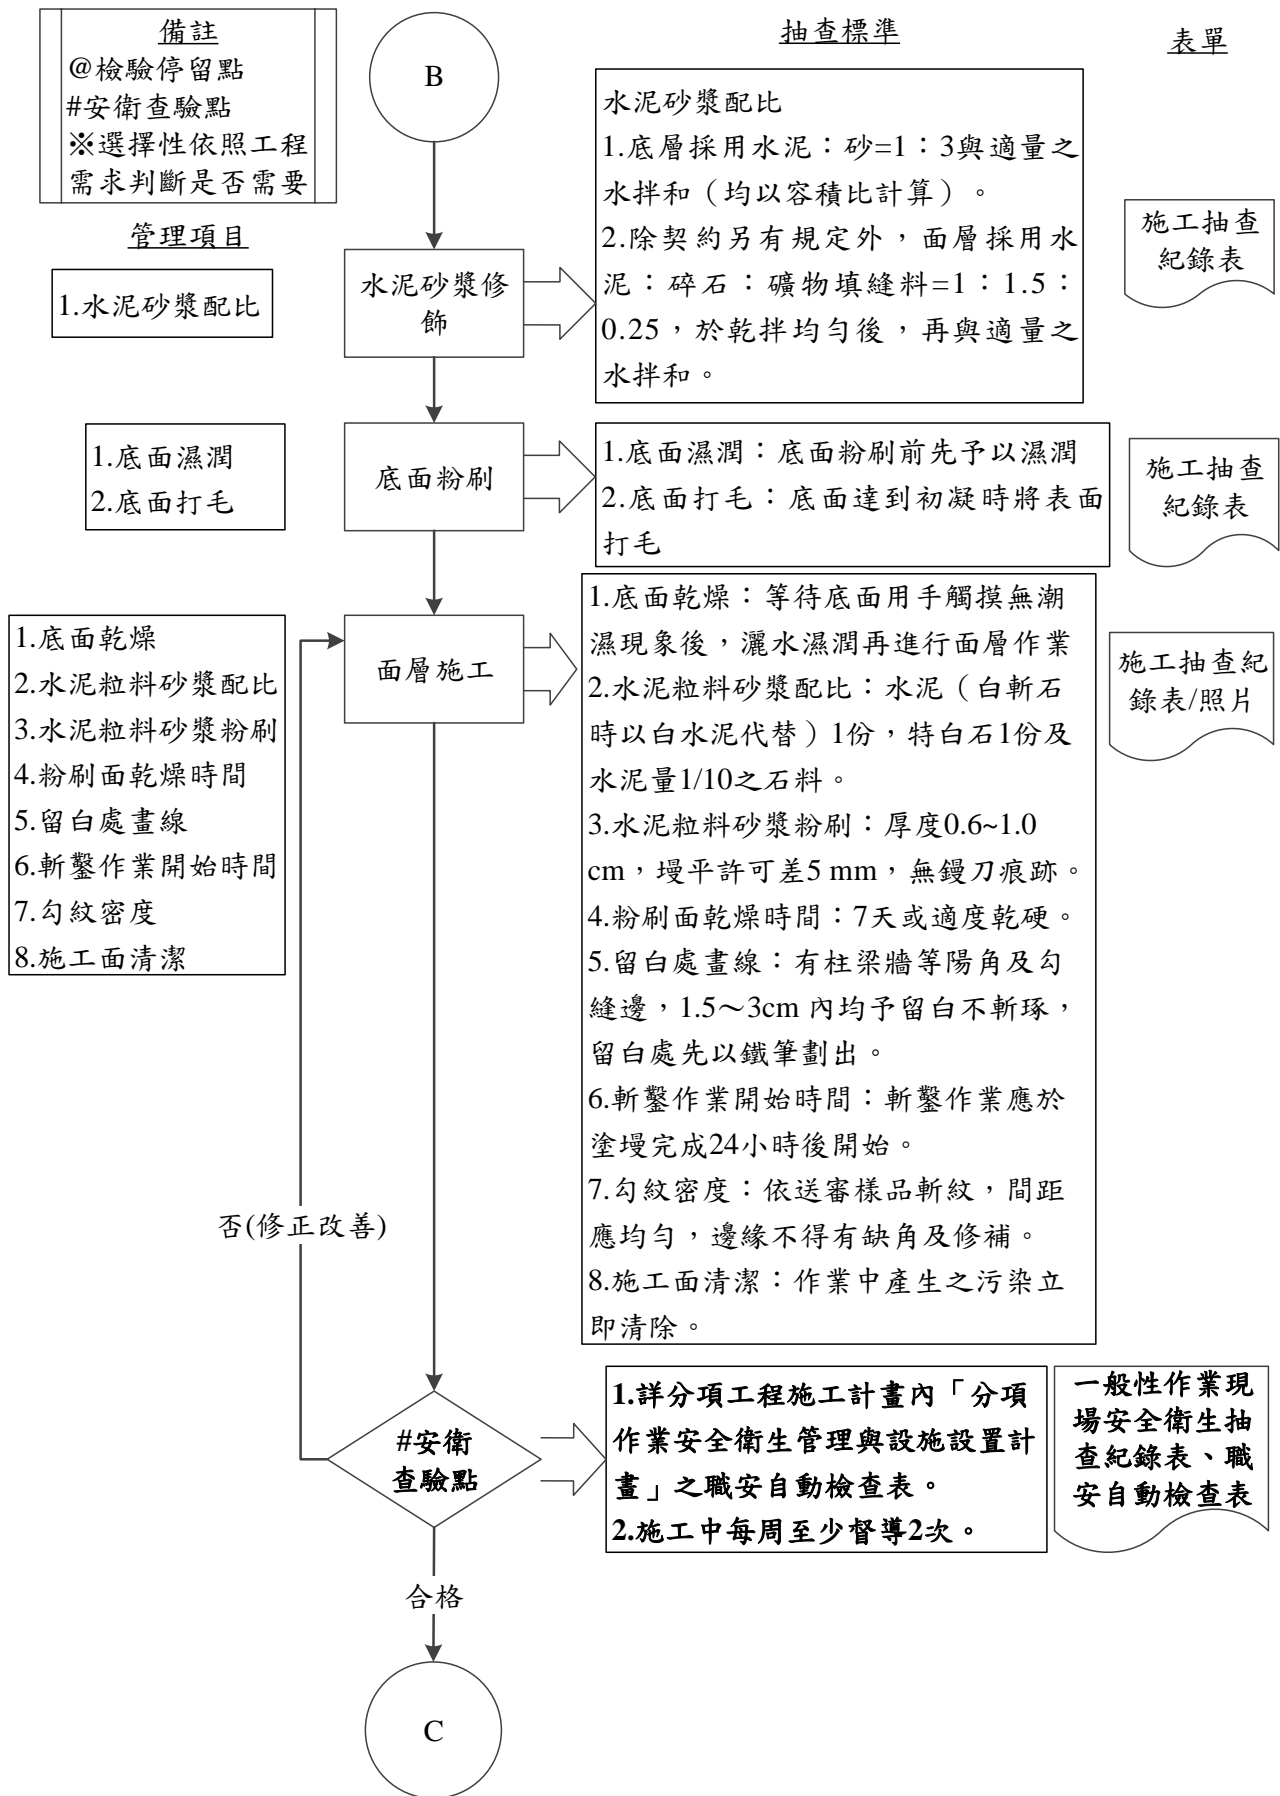 備註
@檢驗停留點
#安衛查驗點
※選擇性依照工程
需求判斷是否需要
B
抽查標準
表單
管理項目
1.水泥砂漿配比
水泥砂漿修
飾
水泥砂漿配比
1.底層採用水泥：砂=1：3與適量之
水拌和（均以容積比計算）。
2.除契約另有規定外，面層採用水
泥：碎石：礦物填縫料=1：1.5：
0.25，於乾拌均勻後，再與適量之
水拌和。
施工抽查
紀錄表
1.底面濕潤
2.底面打毛
底面粉刷
1.底面濕潤：底面粉刷前先予以濕潤
2.底面打毛：底面達到初凝時將表面
打毛
施工抽查
紀錄表
1.底面乾燥
2.水泥粒料砂漿配比
3.水泥粒料砂漿粉刷
4.粉刷面乾燥時間
5.留白處畫線
6.斬鑿作業開始時間
7.勾紋密度
8.施工面清潔
面層施工
1.底面乾燥：等待底面用手觸摸無潮
濕現象後，灑水濕潤再進行面層作業
2.水泥粒料砂漿配比：水泥（白斬石
時以白水泥代替）1份，特白石1份及
水泥量1/10之石料。
3.水泥粒料砂漿粉刷：厚度0.6~1.0
cm，墁平許可差5 mm，無鏝刀痕跡。
4.粉刷面乾燥時間：7天或適度乾硬。
5.留白處畫線：有柱梁牆等陽角及勾
縫邊，1.5～3cm 內均予留白不斬琢，
留白處先以鐵筆劃出。
6.斬鑿作業開始時間：斬鑿作業應於
塗墁完成24小時後開始。
7.勾紋密度：依送審樣品斬紋，間距
應均勻，邊緣不得有缺角及修補。
8.施工面清潔：作業中產生之污染立
即清除。
施工抽查紀
錄表/照片
否(修正改善)
#安衛
查驗點
1.詳分項工程施工計畫內「分項
作業安全衛生管理與設施設置計
畫」之職安自動檢查表。
2.施工中每周至少督導2次。
一般性作業現
場安全衛生抽
查紀錄表、職
安自動檢查表
合格
C